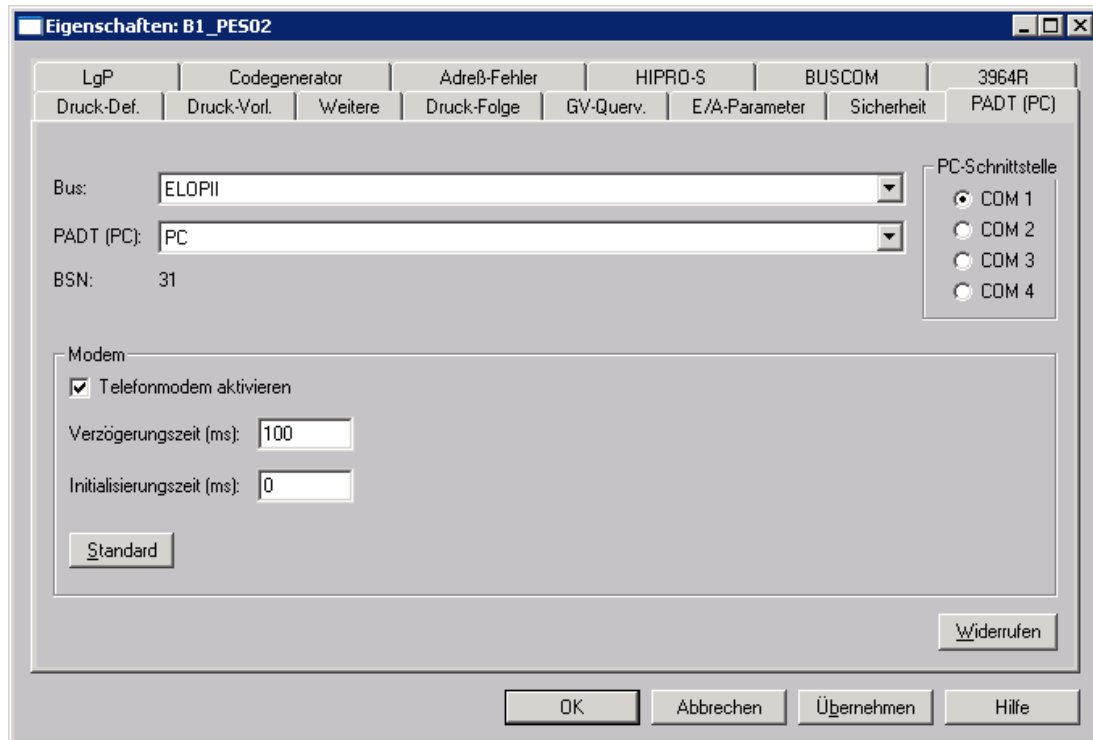 Eigenschaften: B1_PES02
LgP Codegenerator Adreß-Fehler HIPRO-S BUSCOM 3964R
Druck-Def. Druck-Vorl. Weitere Druck-Folge GV-Querv. E/A-Parameter Sicherheit PADT (PC)
PC-Schnittstelle
Bus: ELOPII
COM 1
COM 2
PADT (PC): PC
COM 3
BSN: 31
COM 4
Modem
Telefonmodem aktivieren
Verzögerungszeit (ms): 100
Initialisierungszeit (ms): 0
Standard
Widerrufen
OK Abbrechen Übernehmen Hilfe